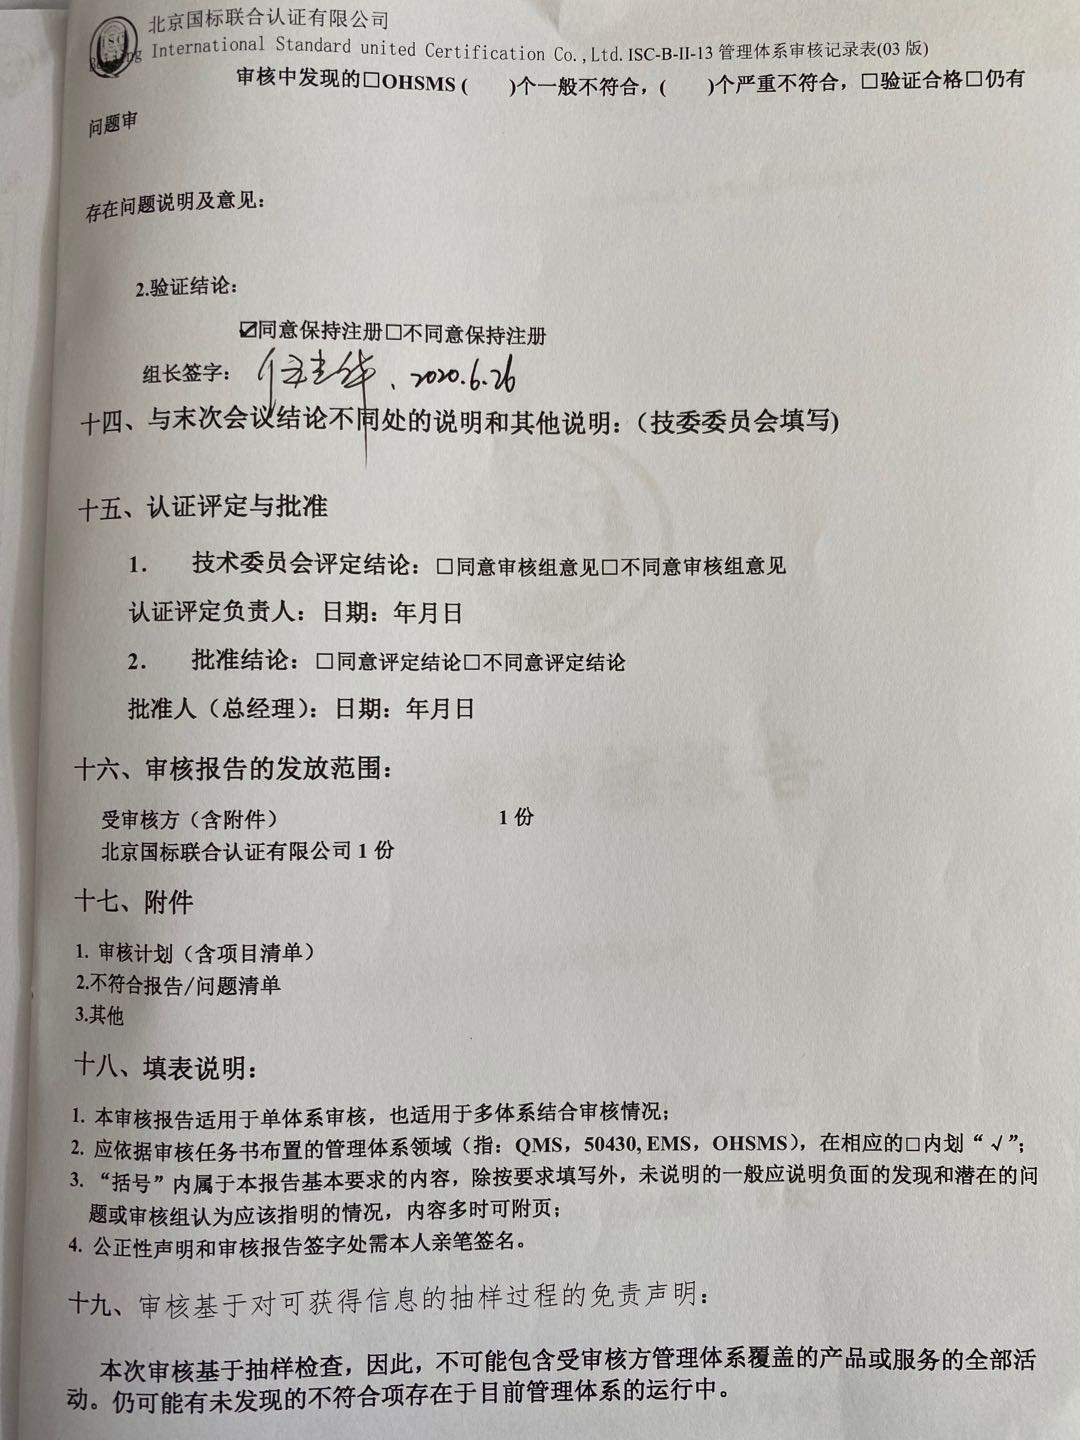 北京国标联合认证有限公司
International Standard united Certification Co.,Ltd. ISC-B-II-13 管理体系审核记录表(03 版)
审核中发现的□OHSMS ( )个一般不符合，( )个严重不符合，□验证合格□仍有
问题审
存在问题说明及意见：
2.验证结论：
☑同意保持注册□不同意保持注册
组长签字： 2020.6.26
十四、与末次会议结论不同处的说明和其他说明：（技委委员会填写)
十五、认证评定与批准
1. 技术委员会评定结论：□同意审核组意见□不同意审核组意见
认证评定负责人：日期：年月日
2. 批准结论：□同意评定结论□不同意评定结论
批准人（总经理）：日期：年月日
十六、审核报告的发放范围：
受审核方（含附件） 1 份
北京国标联合认证有限公司 1 份
十七、附件
1. 审核计划（含项目清单）
2.不符合报告/问题清单
3.其他
十八、填表说明：
1. 本审核报告适用于单体系审核，也适用于多体系结合审核情况；
2. 应依据审核任务书布置的管理体系领域（指：QMS，50430, EMS，OHSMS），在相应的□内划“ √ ”；
3. “括号”内属于本报告基本要求的内容，除按要求填写外，未说明的一般应说明负面的发现和潜在的问
题或审核组认为应该指明的情况，内容多时可附页；
4. 公正性声明和审核报告签字处需本人亲笔签名。
十九、审核基于对可获得信息的抽样过程的免责声明：
本次审核基于抽样检查，因此，不可能包含受审核方管理体系覆盖的产品或服务的全部活
动。仍可能有未发现的不符合项存在于目前管理体系的运行中。